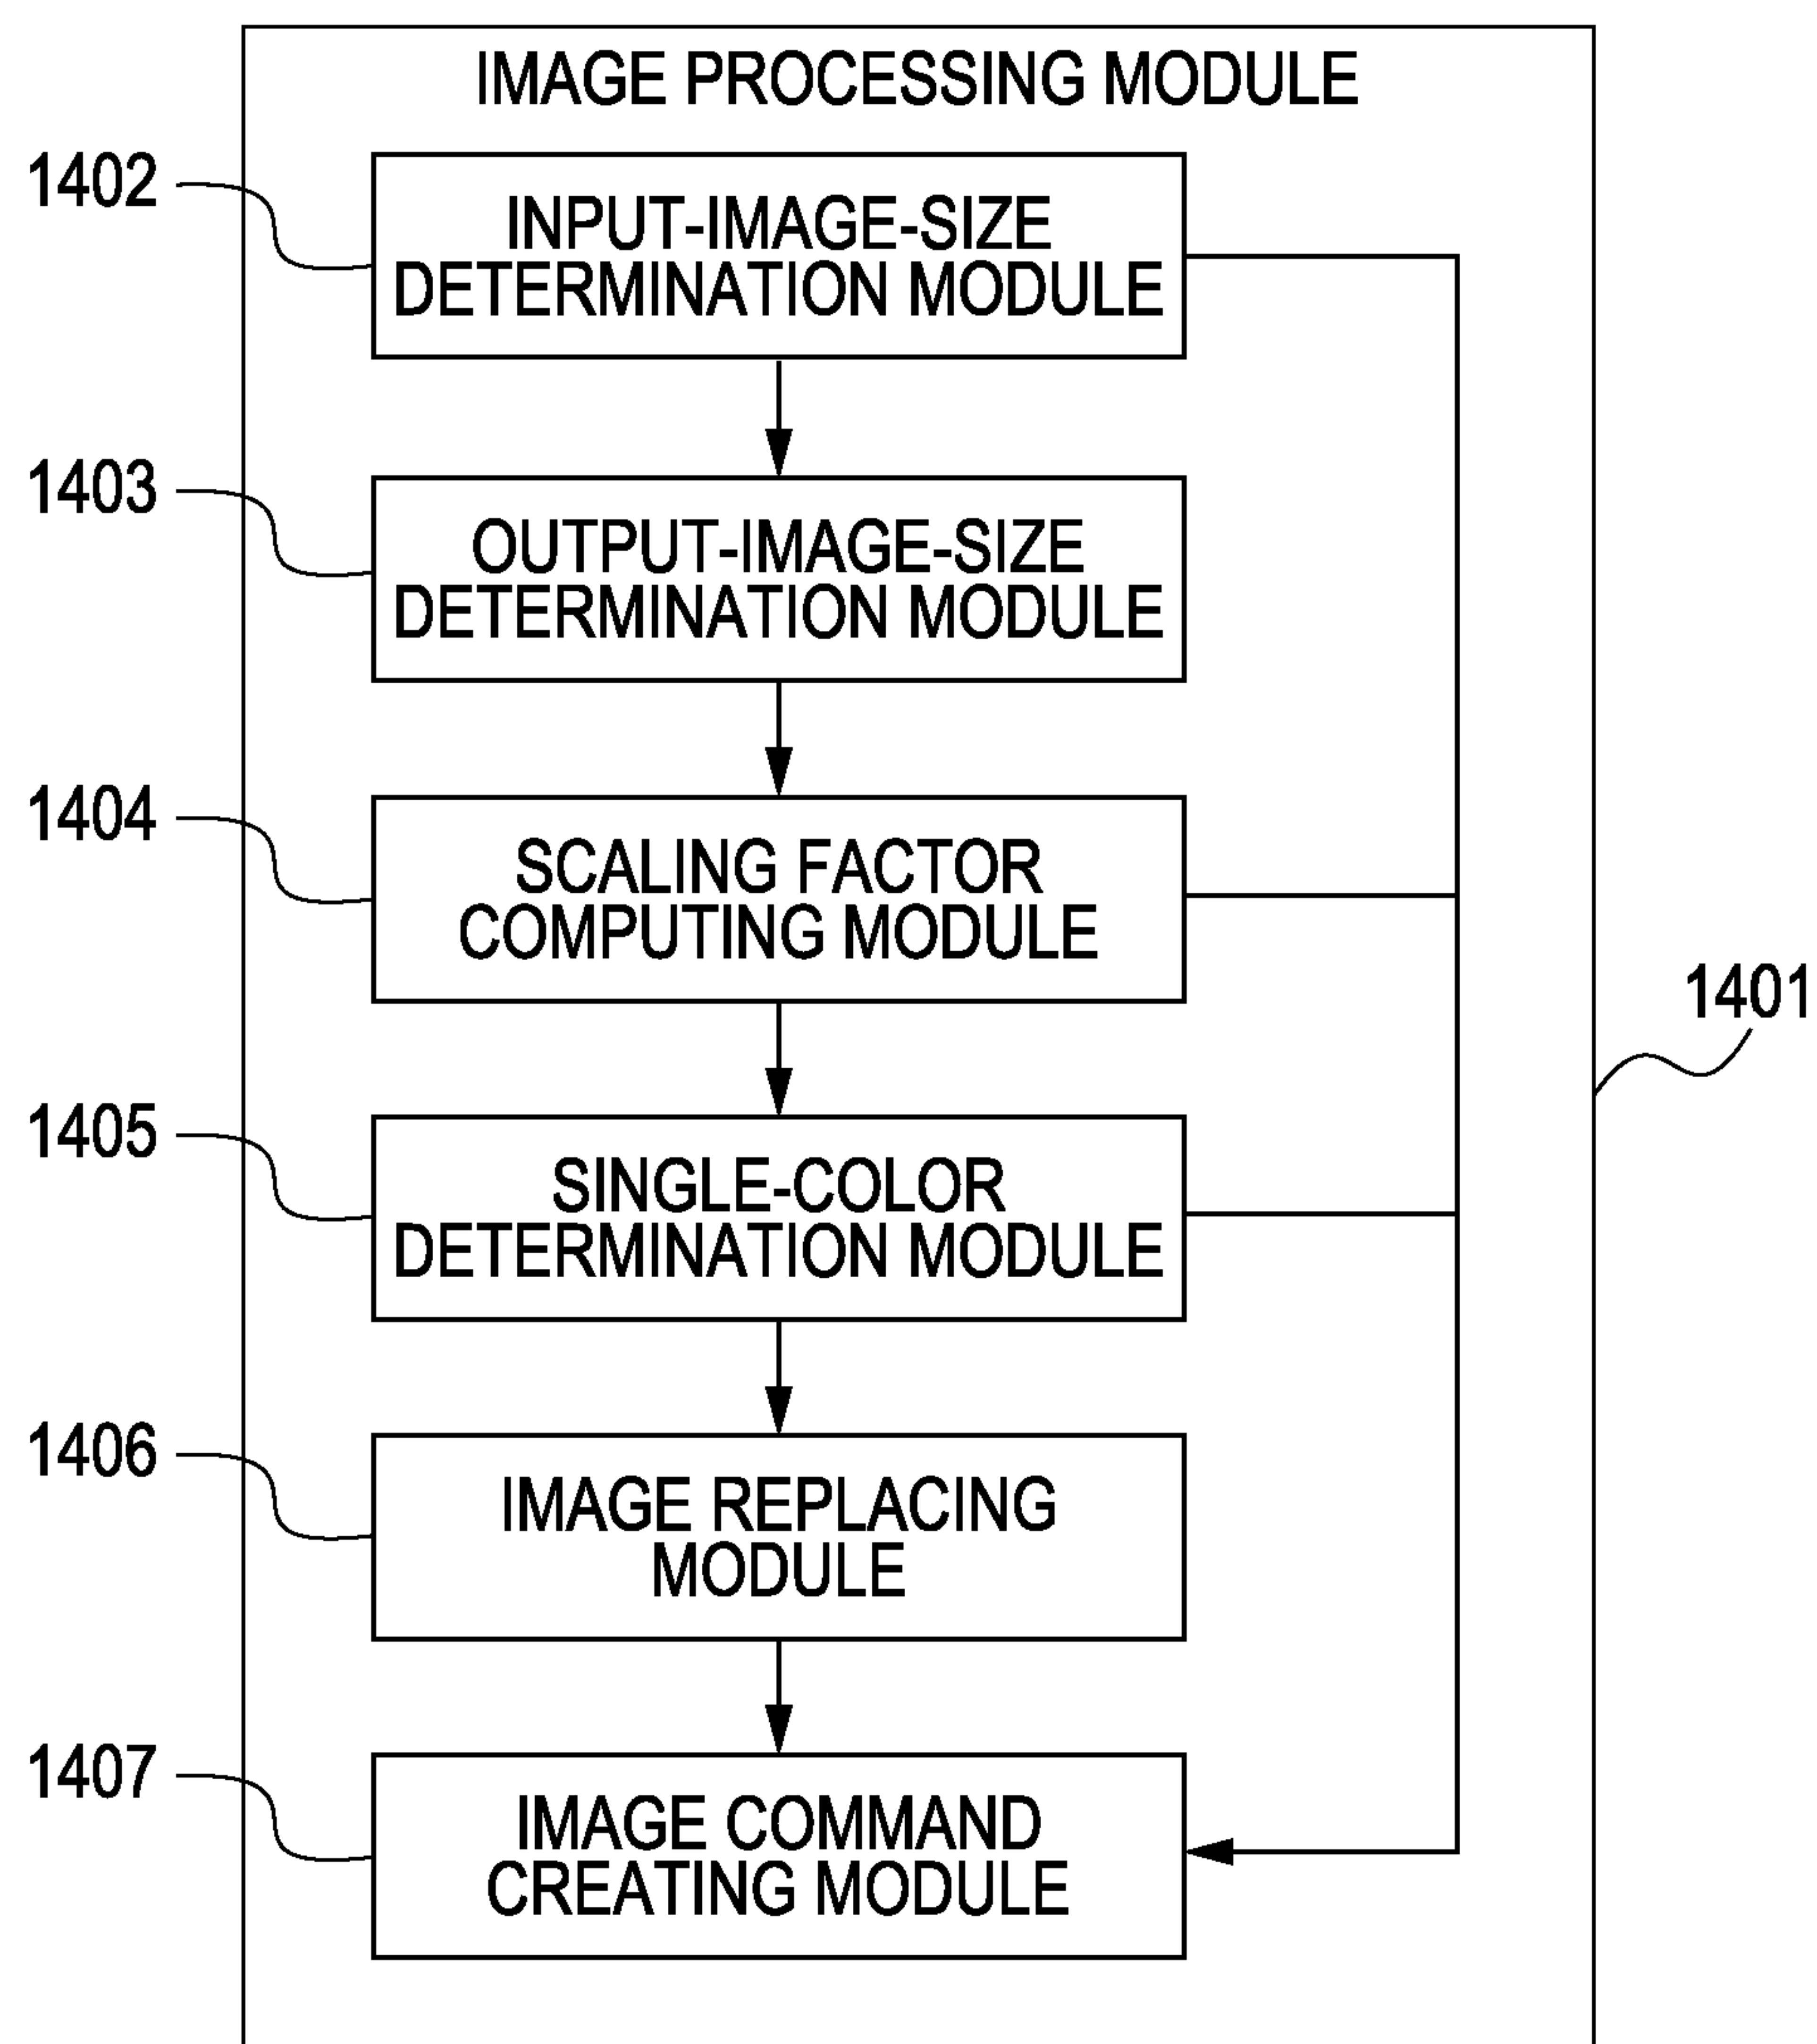 IMAGE PROCESSING MODULE
1402
INPUT-IMAGE-SIZE
DETERMINATION MODULE
1403
OUTPUT-IMAGE-SIZE
DETERMINATION MODULE
1404
SCALING FACTOR
COMPUTING MODULE
1401
1405
SINGLE-COLOR
DETERMINATION MODULE
1406
IMAGE REPLACING
MODULE
1407
IMAGE COMMAND
CREATING MODULE